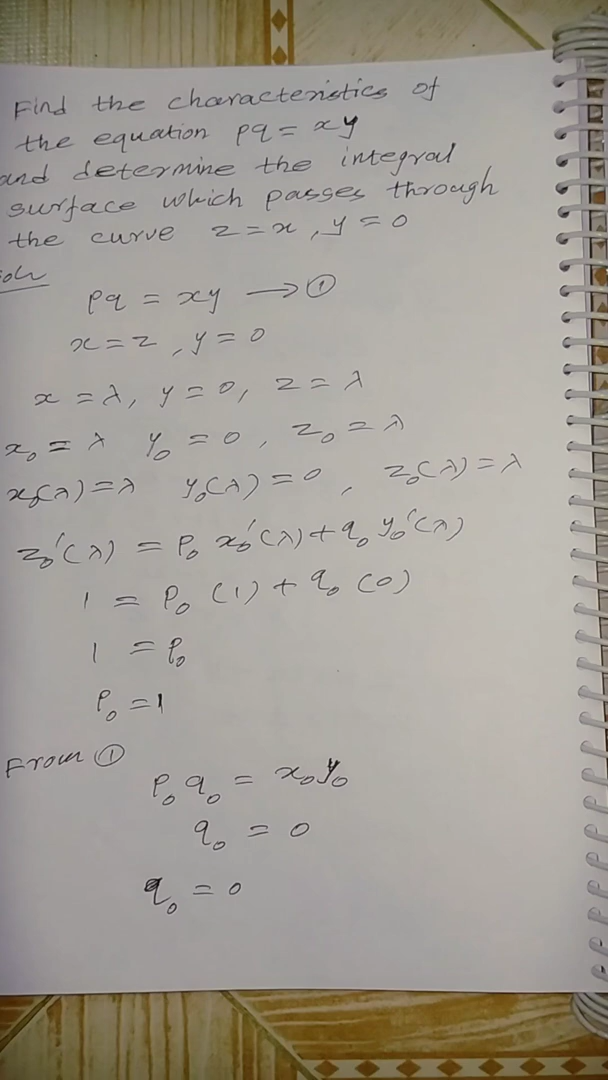 Find the characteristics of
the equation pq = xy
and determine the integral
surface which passes through
the curve z = x , y = 0
soln
pq = xy → ①
x = z , y = 0
x = λ, y = 0, z = λ
x₀ = λ y₀ = 0, z₀ = λ
x₀(λ) = λ y₀(λ) = 0, z₀(λ) = λ
z₀'(λ) = P₀ x₀'(λ) + q₀ y₀'(λ)
1 = P₀ (1) + q₀ (0)
1 = P₀
P₀ = 1
From ①
P₀ q₀ = x₀y₀
q₀ = 0
q₀ = 0